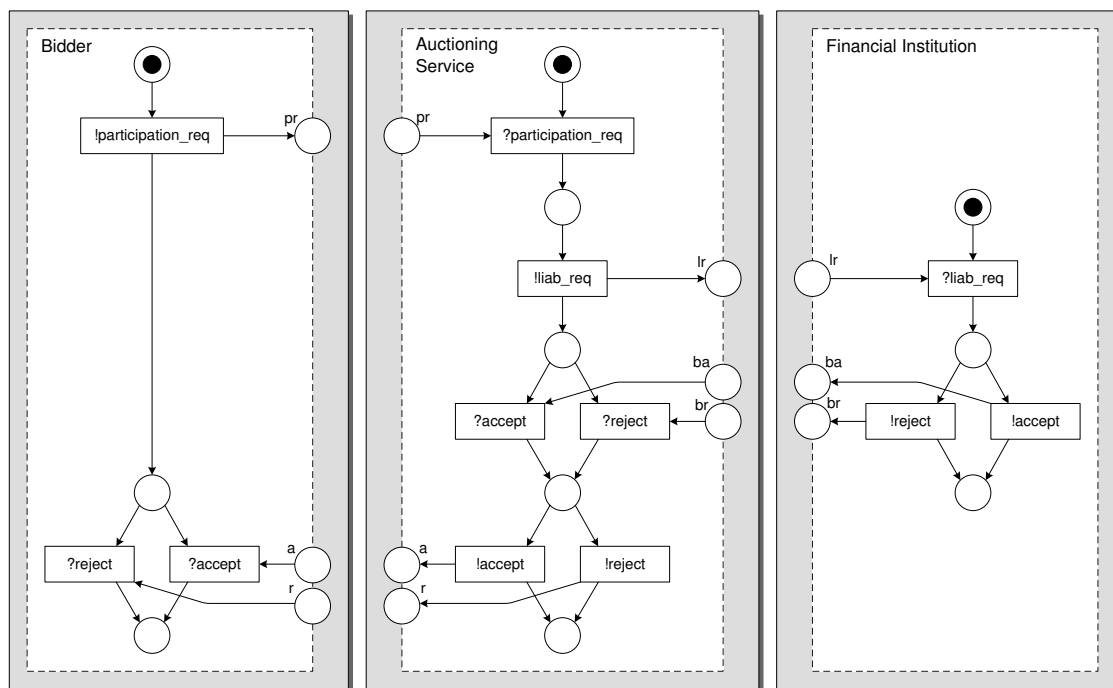 Bidder
!participation_req
pr
?reject
?accept
a
r
Auctioning
Service
pr
?participation_req
!liab_req
lr
ba
?accept
?reject
br
a
!accept
!reject
r
Financial Institution
lr
?liab_req
ba
br
!reject
!accept